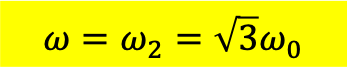 ω = ω₂ = √3ω₀